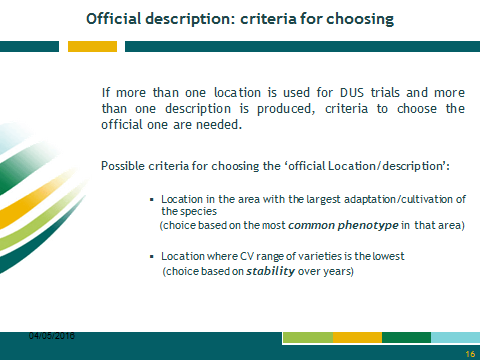 Official description: criteria for choosing
If more than one location is used for DUS trials and more
than one description is produced, criteria to choose the
official one are needed.
Possible criteria for choosing the ‘official Location/description’:
▪ Location in the area with the largest adaptation/cultivation of
the species
(choice based on the most common phenotype in that area)
▪ Location where CV range of varieties is the lowest
(choice based on stability over years)
04/05/2016
16